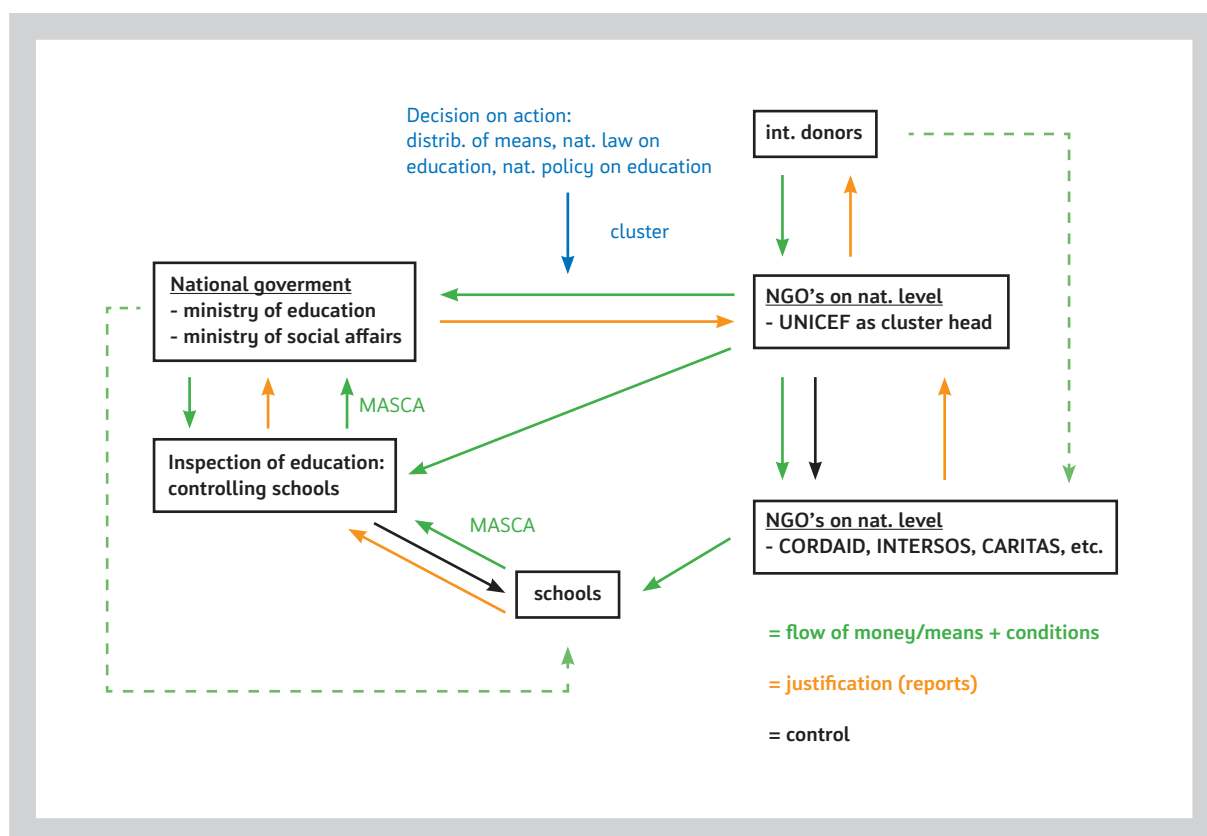 Decision on action:
distrib. of means, nat. law on
education, nat. policy on education
cluster
int. donors
National goverment
- ministry of education
- ministry of social affairs
NGO's on nat. level
- UNICEF as cluster head
MASCA
Inspection of education:
controlling schools
MASCA
NGO's on nat. level
- CORDAID, INTERSOS, CARITAS, etc.
schools
= flow of money/means + conditions
= justification (reports)
= control